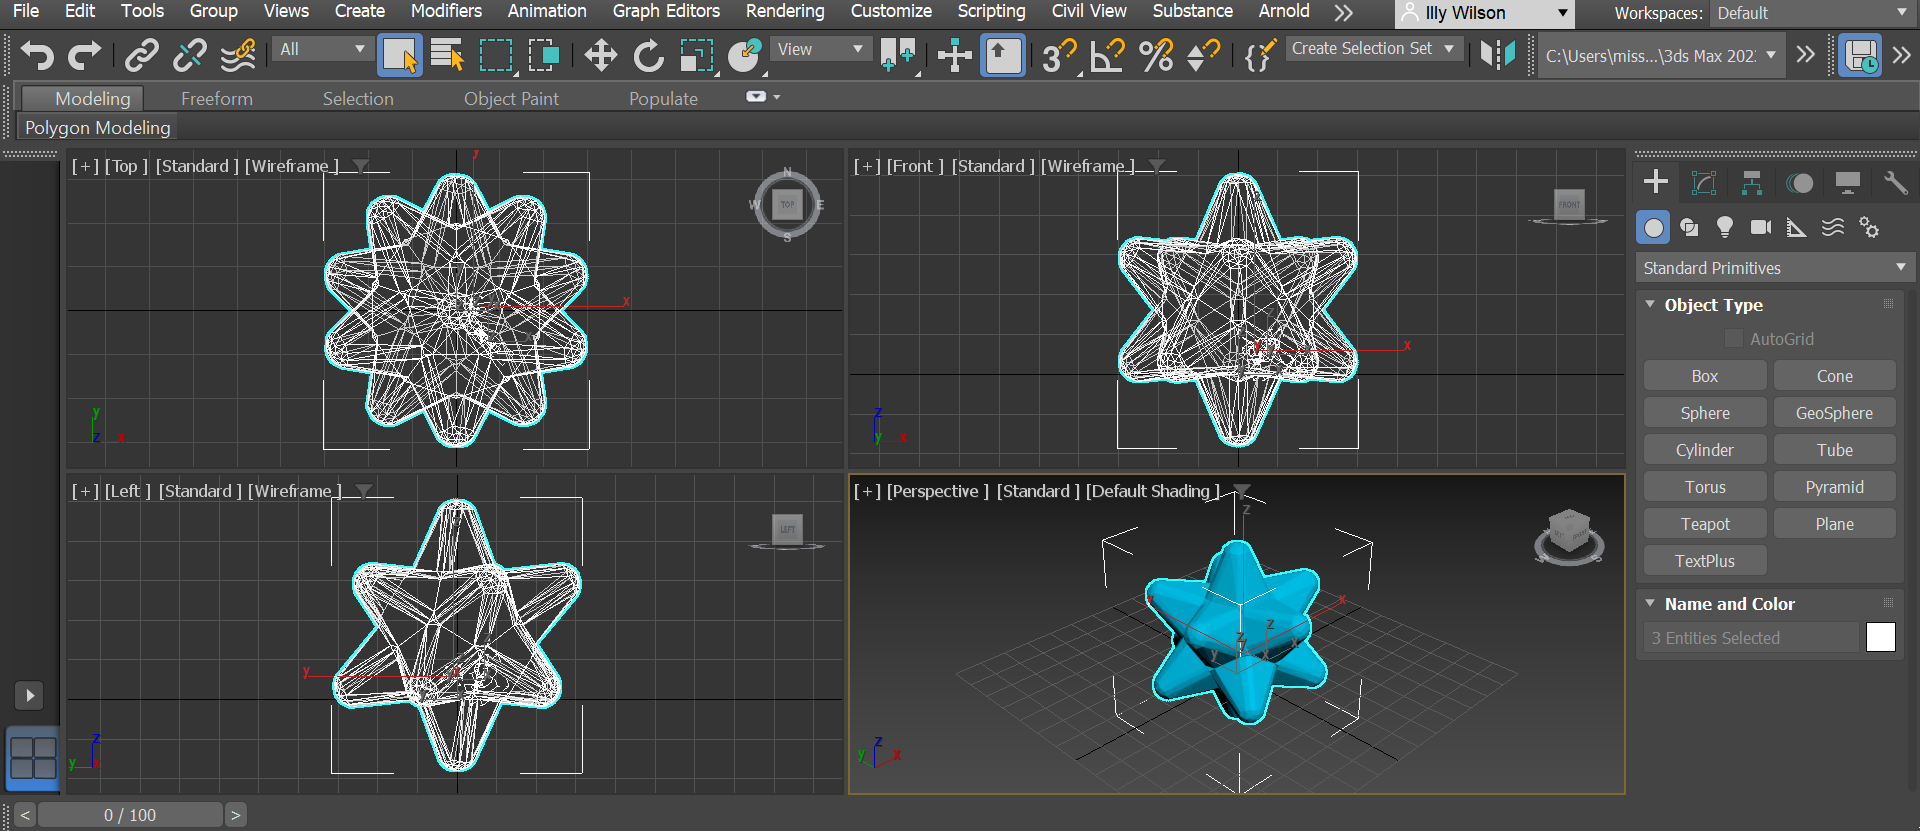 File Edit Tools Group Views Create Modifiers Animation Graph Editors Rendering Customize Scripting Civil View Substance Arnold Illy Wilson Workspaces: Default
All View 3 Create Selection Set C:\Users\miss...\3ds Max 202
Modeling Freeform Selection Object Paint Populate
Polygon Modeling
[+] [Top ] [Standard ] [Wireframe ]
y
x
N
W TOP E
S
y
z x
[+] [Front ] [Standard ] [Wireframe ]
FRONT
x
z
y x
Standard Primitives
Object Type
AutoGrid
Box Cone
Sphere GeoSphere
Cylinder Tube
Torus Pyramid
Teapot Plane
TextPlus
Name and Color
3 Entities Selected
[+] [Left ] [Standard ] [Wireframe ]
LEFT
y x
z
y x
[+] [Perspective ] [Standard ] [Default Shading ]
z
x x
z z
y x x
z
y x
< 0 / 100 >